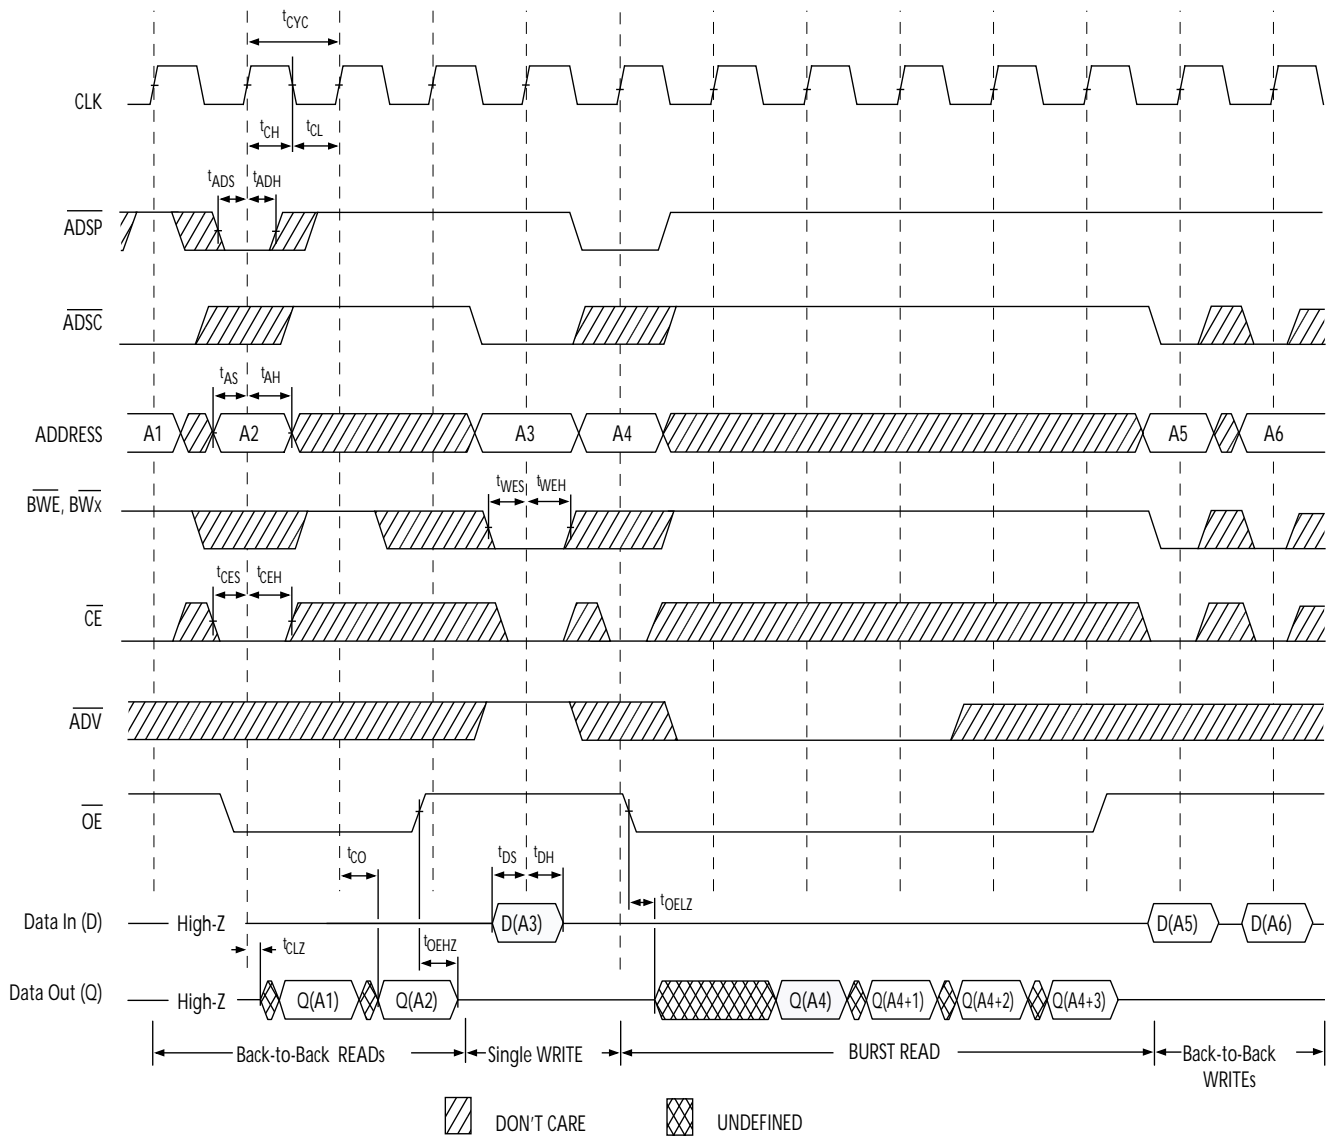 tCYC
CLK
tCH
tCL
tADS
tADH
ADSP
ADSC
tAS
tAH
ADDRESS
A1
A2
A3
A4
A5
A6
tWES
tWEH
BWE, BWx
tCES
tCEH
CE
ADV
OE
tCO
tDS
tDH
tOELZ
Data In (D)
High-Z
D(A3)
D(A5)
D(A6)
tCLZ
tOEHZ
Data Out (Q)
High-Z
Q(A1)
Q(A2)
Q(A4)
Q(A4+1)
Q(A4+2)
Q(A4+3)
Back-to-Back READs
Single WRITE
BURST READ
Back-to-Back
WRITEs
DON'T CARE
UNDEFINED